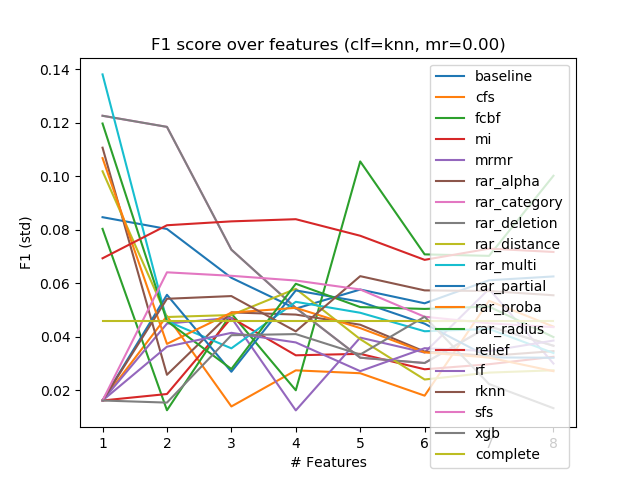 F1 score over features (clf=knn, mr=0.00)
0.14
0.12
0.10
0.08
0.06
0.04
0.02
F1 (std)
1 2 3 4 5 6 7 8
# Features
baseline
cfs
fcbf
mi
mrmr
rar_alpha
rar_category
rar_deletion
rar_distance
rar_multi
rar_partial
rar_proba
rar_radius
relief
rf
rknn
sfs
xgb
complete